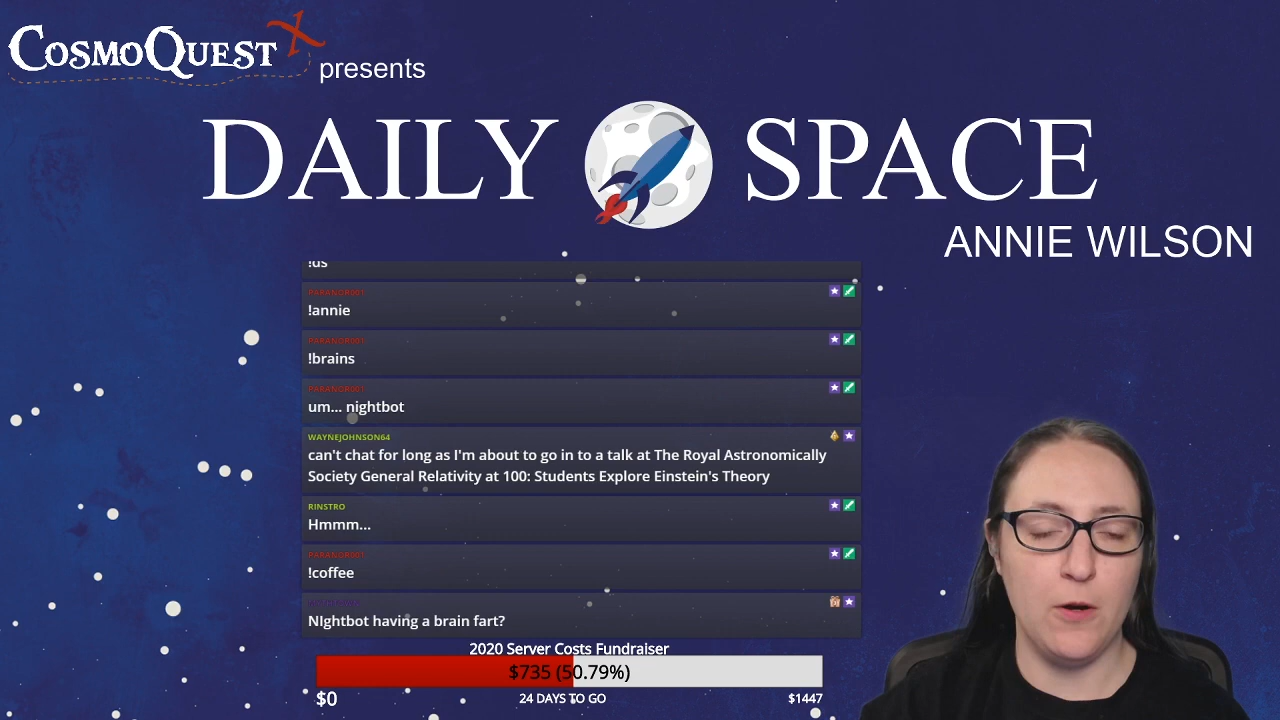 COSMOQUEST X
presents
DAILY SPACE
ANNIE WILSON
!ds
PARANOR001
!annie
PARANOR001
!brains
PARANOR001
um... nightbot
WAYNEJOHNSON64
can't chat for long as I'm about to go in to a talk at The Royal Astronomically
Society General Relativity at 100: Students Explore Einstein's Theory
RINSTRO
Hmmm...
PARANOR001
!coffee
NIghtbot having a brain fart?
2020 Server Costs Fundraiser
$735 (50.79%)
$0
24 DAYS TO GO
$1447